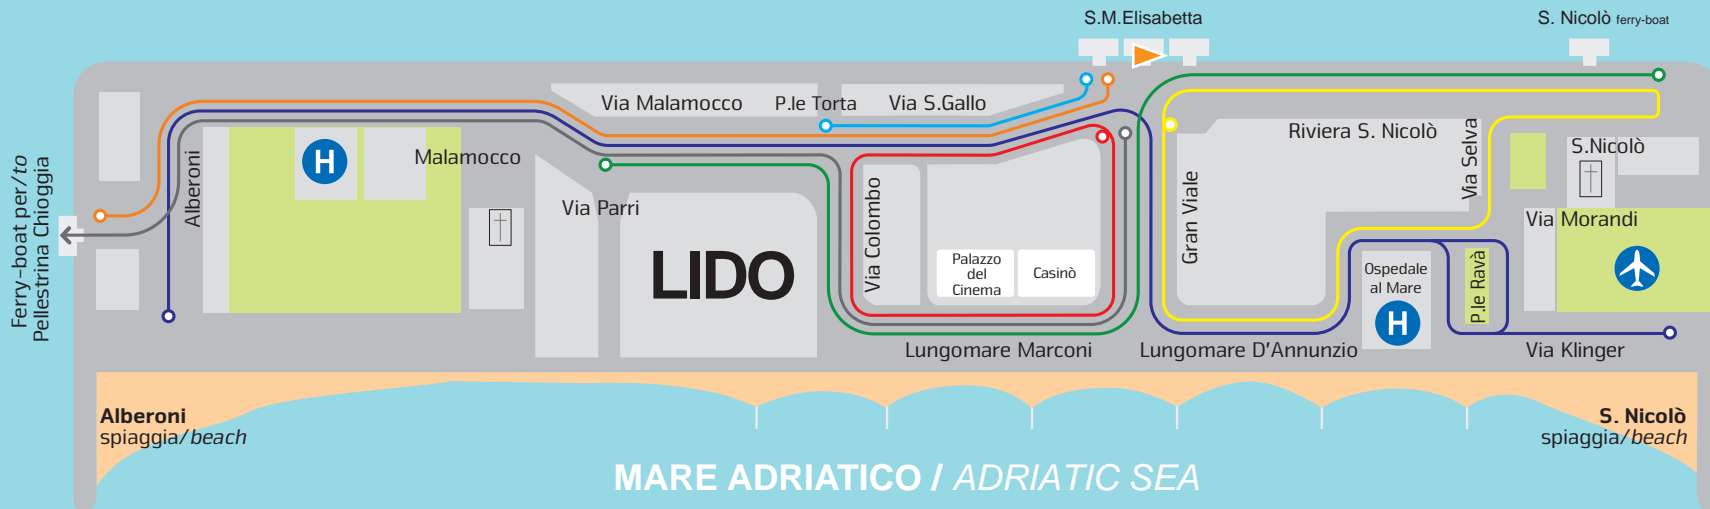 S.M.Elisabetta
S. Nicolò ferry-boat
Via Malamocco
P.le Torta
Via S.Gallo
Riviera S. Nicolò
Via Selva
S.Nicolò
H
Malamocco
Alberoni
Ferry-boat per/to
Pellestrina Chioggia
Via Parri
LIDO
Via Colombo
Palazzo
del
Cinema
Casinò
Gran Viale
Via Morandi
Ospedale
al Mare
H
P.le Ravà
Lungomare Marconi
Lungomare D'Annunzio
Via Klinger
Alberoni
spiaggia/beach
S. Nicolò
spiaggia/beach
MARE ADRIATICO / ADRIATIC SEA